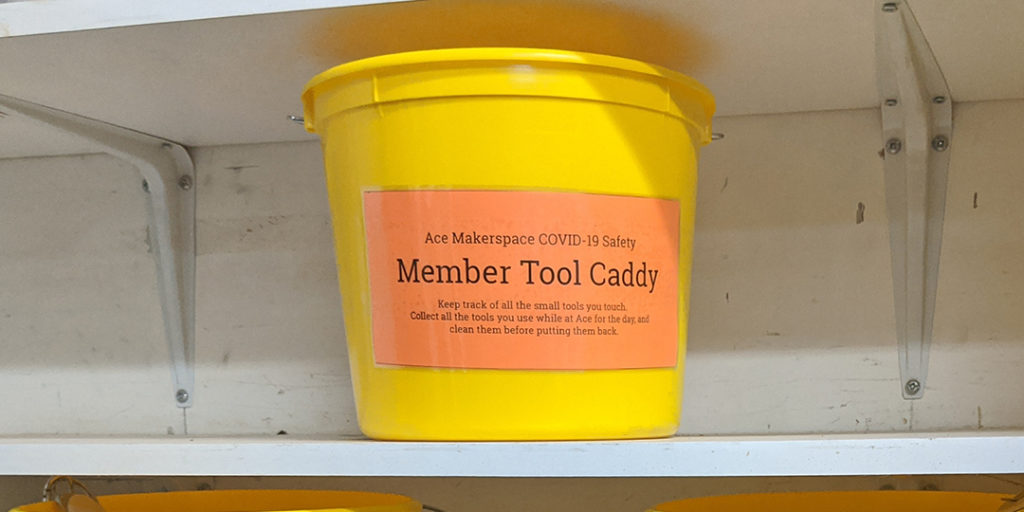 Ace Makerspace COVID-19 Safety
Member Tool Caddy
Keep track of all the small tools you touch.
Collect all the tools you use while at Ace for the day, and
clean them before putting them back.